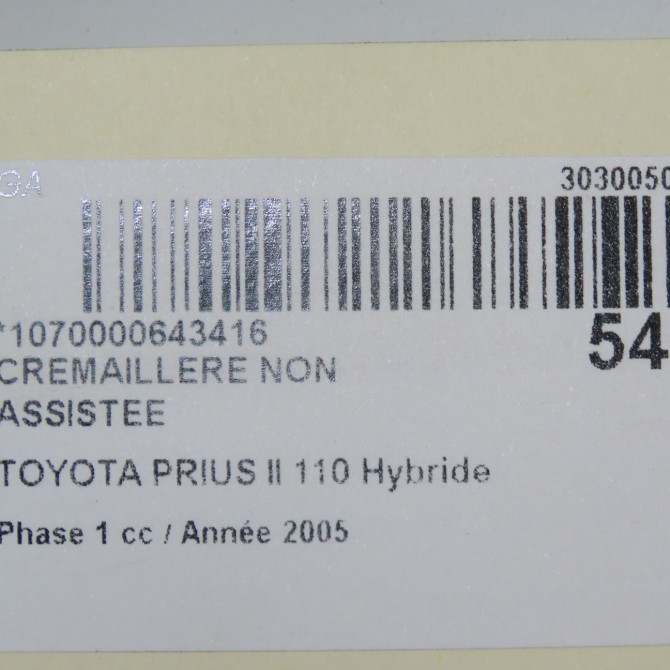 GA
3030050
*1070000643416
54
CREMAILLERE NON
ASSISTEE
TOYOTA PRIUS II 110 Hybride
Phase 1 cc / Année 2005